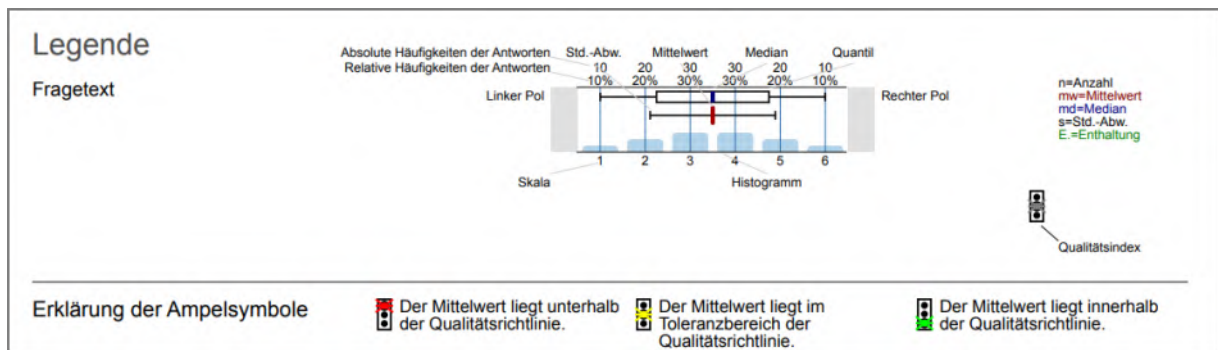 Legende
Fragetext
Absolute Häufigkeiten der Antworten Std.-Abw. Mittelwert Median Quantil
10 20 30 30 20 10
Relative Häufigkeiten der Antworten 10% 20% 30% 30% 20% 10%
Linker Pol
Rechter Pol
1 2 3 4 5 6
Skala
Histogramm
n=Anzahl
mw=Mittelwert
md=Median
s=Std.-Abw.
E.=Enthaltung
Qualitätsindex
Erklärung der Ampelsymbole
Der Mittelwert liegt unterhalb
der Qualitätsrichtlinie.
Der Mittelwert liegt im
Toleranzbereich der
Qualitätsrichtlinie.
Der Mittelwert liegt innerhalb
der Qualitätsrichtlinie.